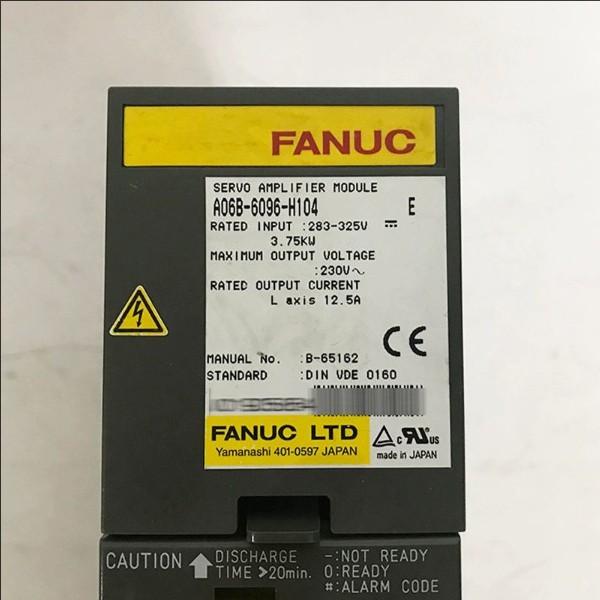 FANUC
SERVO AMPLIFIER MODULE
A06B-6096-H104 E
RATED INPUT :283-325V ⎓
3.75KW
MAXIMUM OUTPUT VOLTAGE
:230V～
RATED OUTPUT CURRENT
L axis 12.5A
CE
MANUAL No. :B-65162
STANDARD :DIN VDE 0160
FANUC LTD
Yamanashi 401-0597 JAPAN
c US
made in JAPAN
CAUTION DISCHARGE TIME >20min.
-:NOT READY
0:READY
#:ALARM CODE